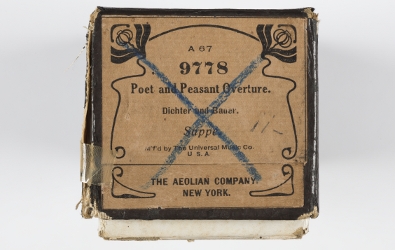 A 67
9778
Poet and Peasant Overture.
Dichter und Bauer.
Suppe
M'f'd by The Universal Music Co.
U. S. A.
THE AEOLIAN COMPANY
NEW YORK.